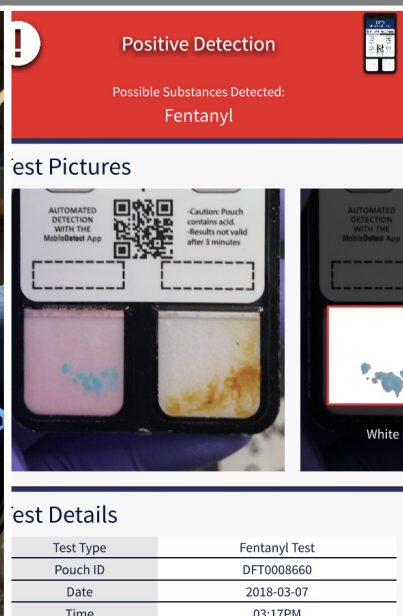 !
Positive Detection
Possible Substances Detected:
Fentanyl
est Pictures
AUTOMATED
DETECTION
WITH THE
MobileDetect App
-Caution: Pouch
contains acid.
-Results not valid
after 3 minutes
AUTOMATED
DETECTION
WITH THE
MobileDetect App
White
est Details
Test Type Fentanyl Test
Pouch ID DFT0008660
Date 2018-03-07
Time 03:17PM